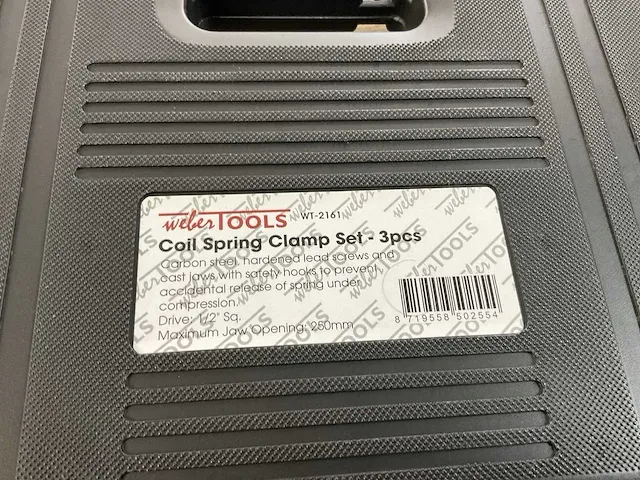 weber TOOLS WT-2161
Coil Spring Clamp Set - 3pcs
Carbon steel, hardened lead screws and
cast jaws with safety hooks to prevent
accidental release of spring under
compression.
Drive: 1/2" Sq.
Maximum Jaw Opening: 250mm
8 719558 502554